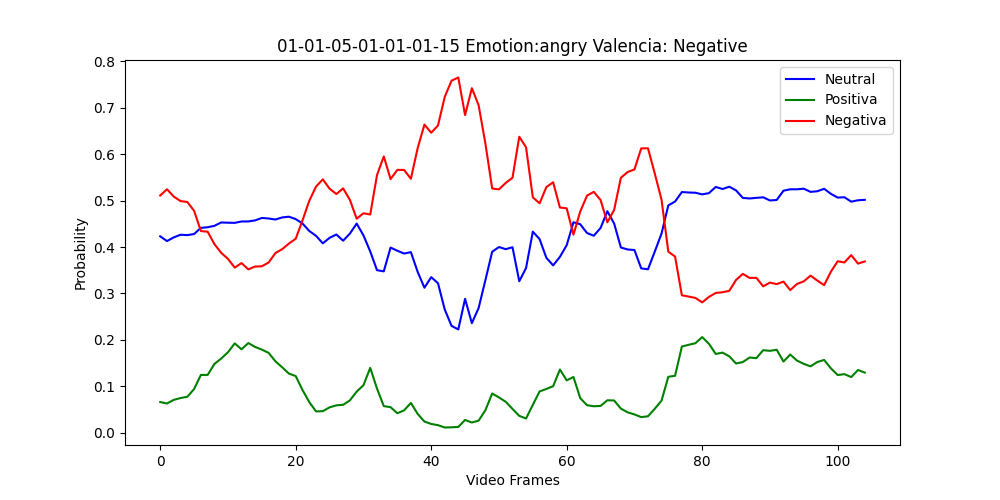 01-01-05-01-01-01-15 Emotion:angry Valencia: Negative
0.8
0.7
0.6
0.5
0.4
0.3
0.2
0.1
0.0
Probability
Neutral
Positiva
Negativa
0 20 40 60 80 100
Video Frames